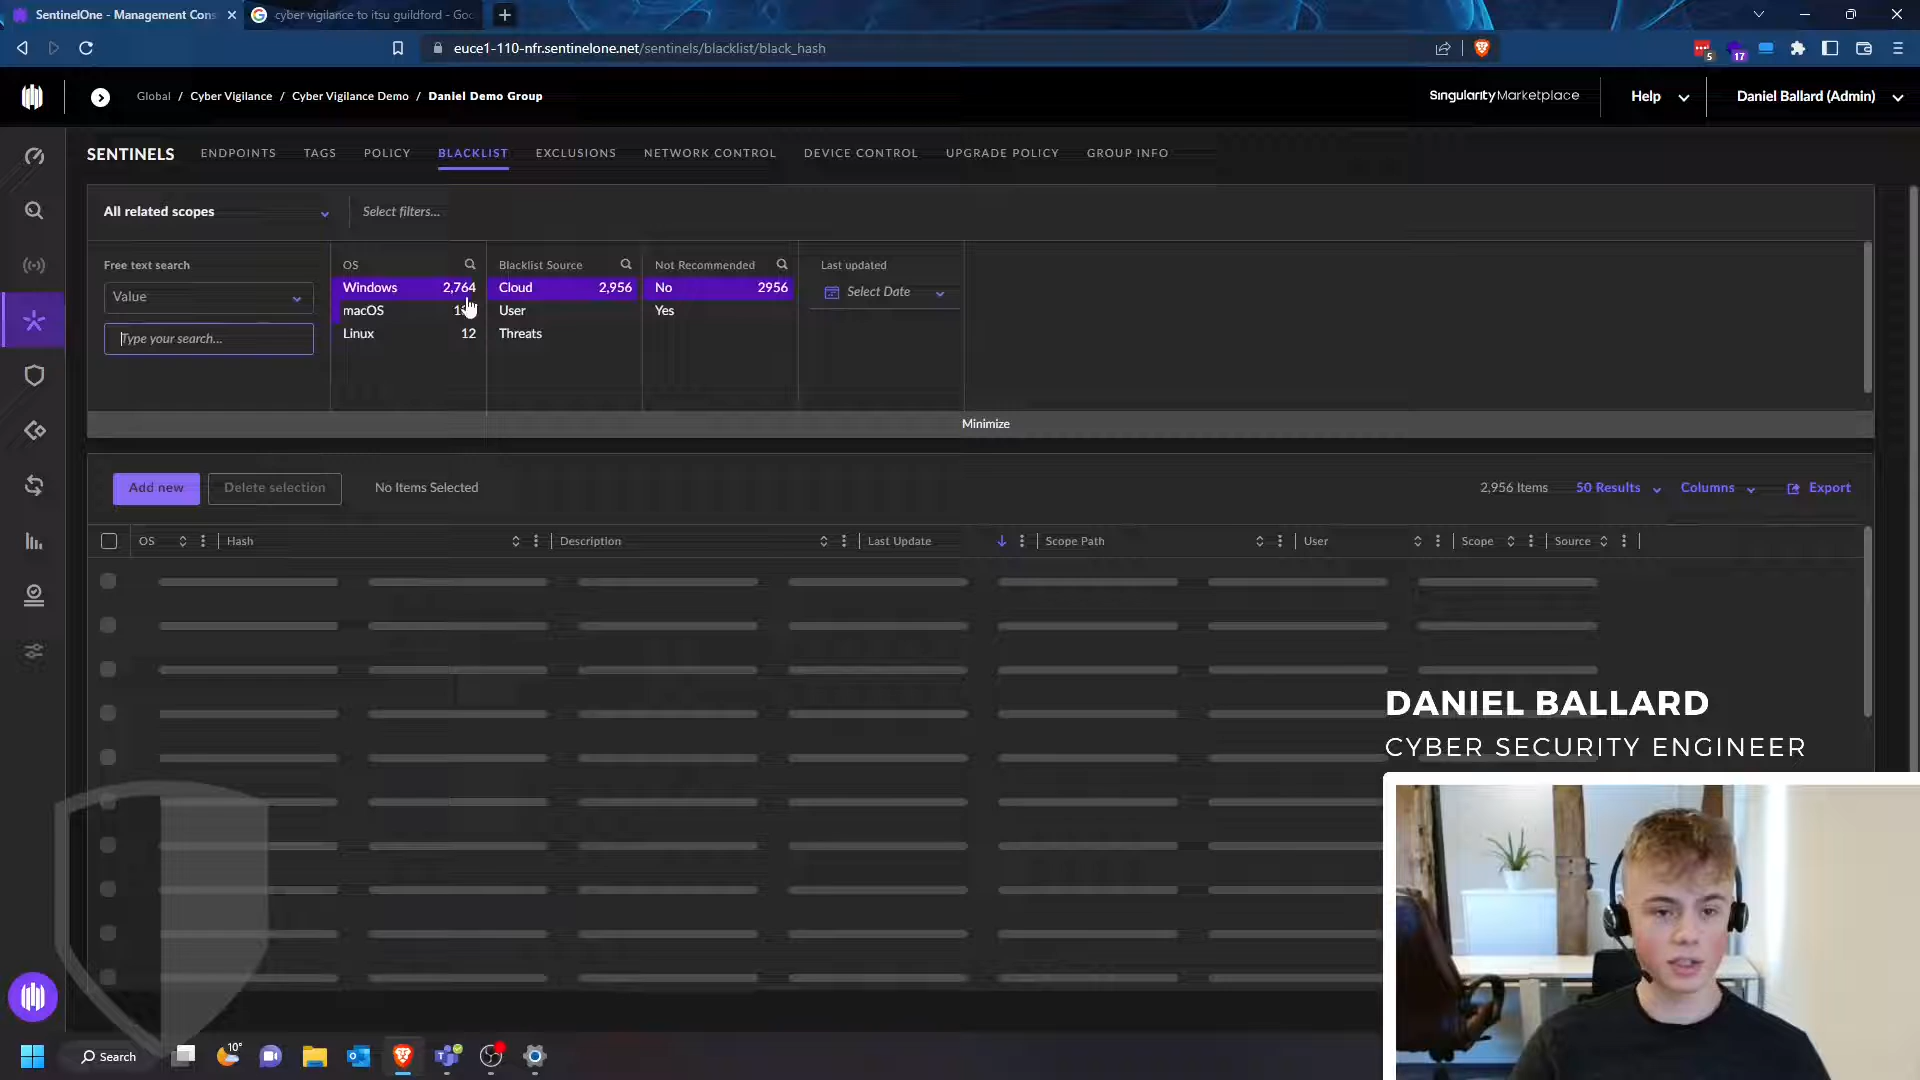 SentinelOne - Management Cons
cyber vigilance to itsu guildford - Goo
euce1-110-nfr.sentinelone.net/sentinels/blacklist/black_hash
5
17
Global / Cyber Vigilance / Cyber Vigilance Demo / Daniel Demo Group
Singularity Marketplace
Help
Daniel Ballard (Admin)
SENTINELS
ENDPOINTS
TAGS
POLICY
BLACKLIST
EXCLUSIONS
NETWORK CONTROL
DEVICE CONTROL
UPGRADE POLICY
GROUP INFO
All related scopes
Select filters...
Free text search
Value
Type your search...
OS
Windows 2,764
macOS
Linux 12
Blacklist Source
Cloud 2,956
User
Threats
Not Recommended
No 2956
Yes
Last updated
Select Date
Minimize
Add new
Delete selection
No Items Selected
2,956 Items
50 Results
Columns
Export
OS
Hash
Description
Last Update
Scope Path
User
Scope
Source
DANIEL BALLARD
CYBER SECURITY ENGINEER
Search
10°